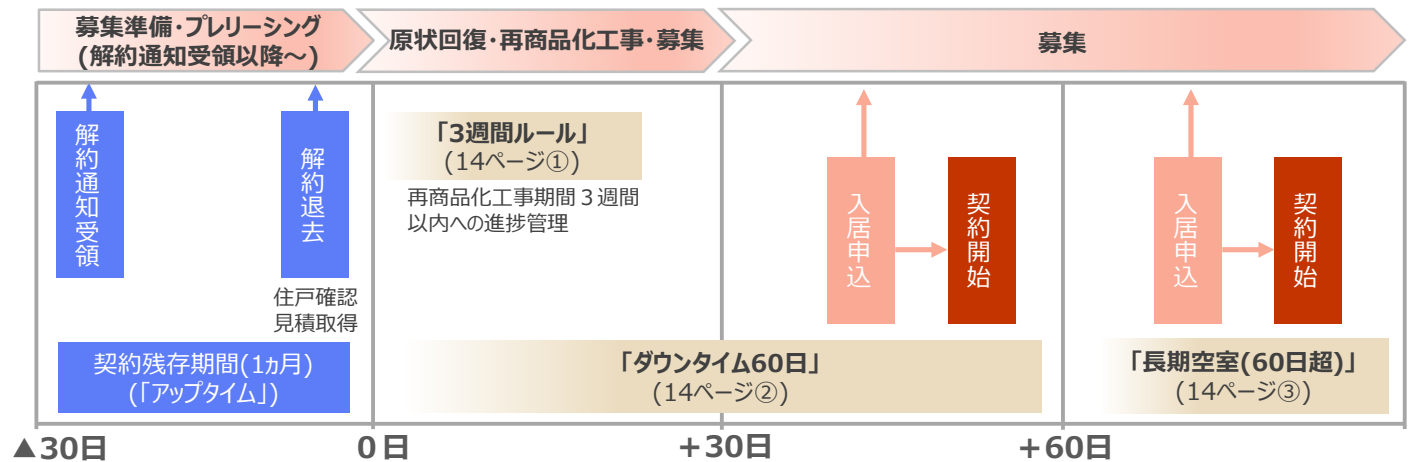 募集準備・プレリーシング
(解約通知受領以降～)
原状回復・再商品化工事・募集
募集
解約通知受領
解約退去
住戸確認
見積取得
契約残存期間(1ヵ月)
(「アップタイム」)
「3週間ルール」
(14ページ①)
再商品化工事期間３週間
以内への進捗管理
入居申込
契約開始
「ダウンタイム60日」
(14ページ②)
入居申込
契約開始
「長期空室(60日超)」
(14ページ③)
▲30日
0日
＋30日
＋60日